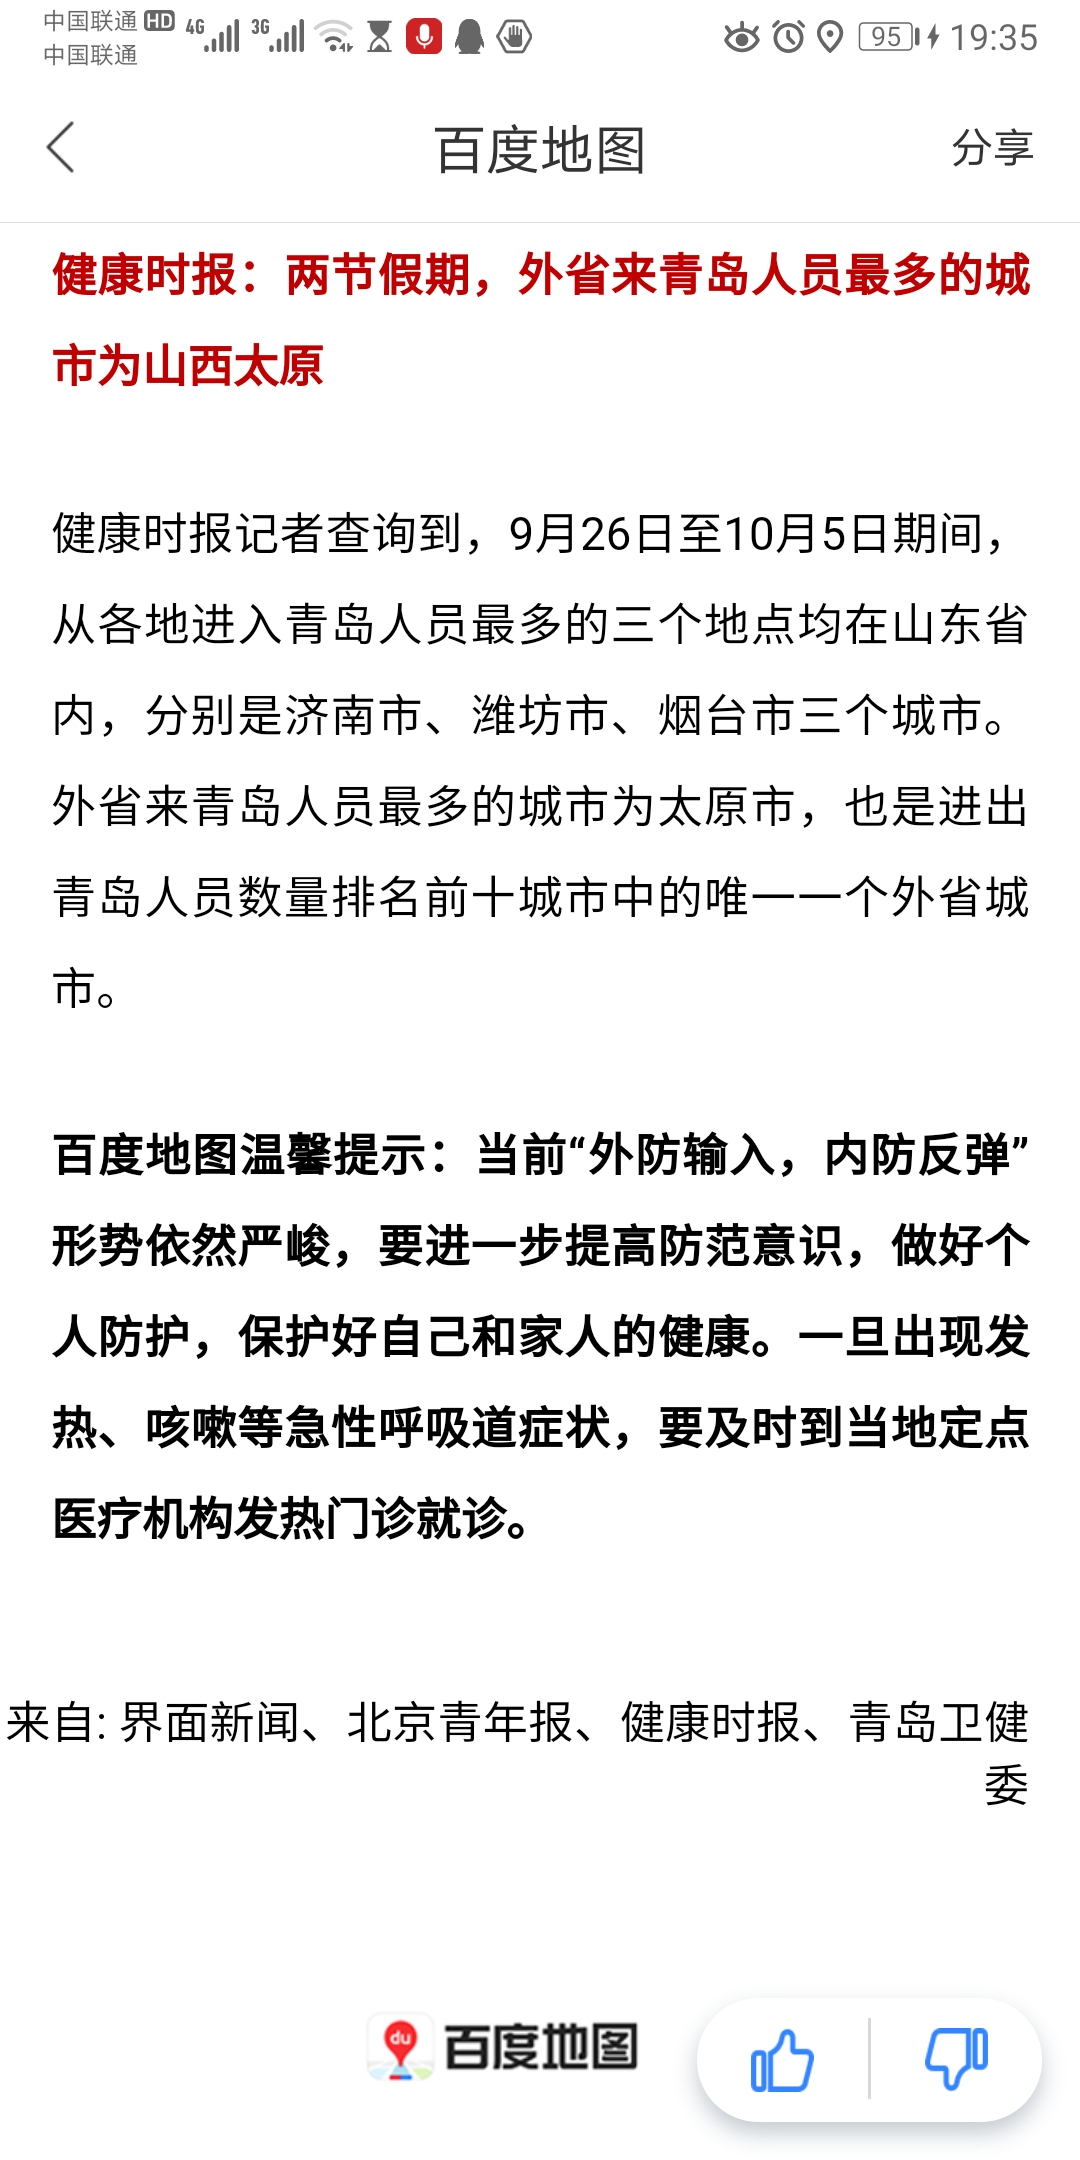 中国联通 HD 4G 3G 95 19:35
中国联通
百度地图 分享
健康时报：两节假期，外省来青岛人员最多的城
市为山西太原
健康时报记者查询到，9月26日至10月5日期间，
从各地进入青岛人员最多的三个地点均在山东省
内，分别是济南市、潍坊市、烟台市三个城市。
外省来青岛人员最多的城市为太原市，也是进出
青岛人员数量排名前十城市中的唯一一个外省城
市。
百度地图温馨提示：当前“外防输入，内防反弹”
形势依然严峻，要进一步提高防范意识，做好个
人防护，保护好自己和家人的健康。一旦出现发
热、咳嗽等急性呼吸道症状，要及时到当地定点
医疗机构发热门诊就诊。
来自: 界面新闻、北京青年报、健康时报、青岛卫健
委
du 百度地图